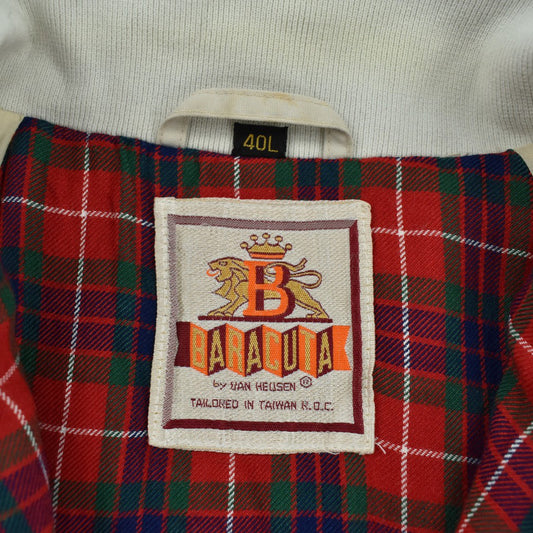 40L
B
BARACUTA
by VAN HEUSEN ®
TAILORED IN TAIWAN R.O.C.